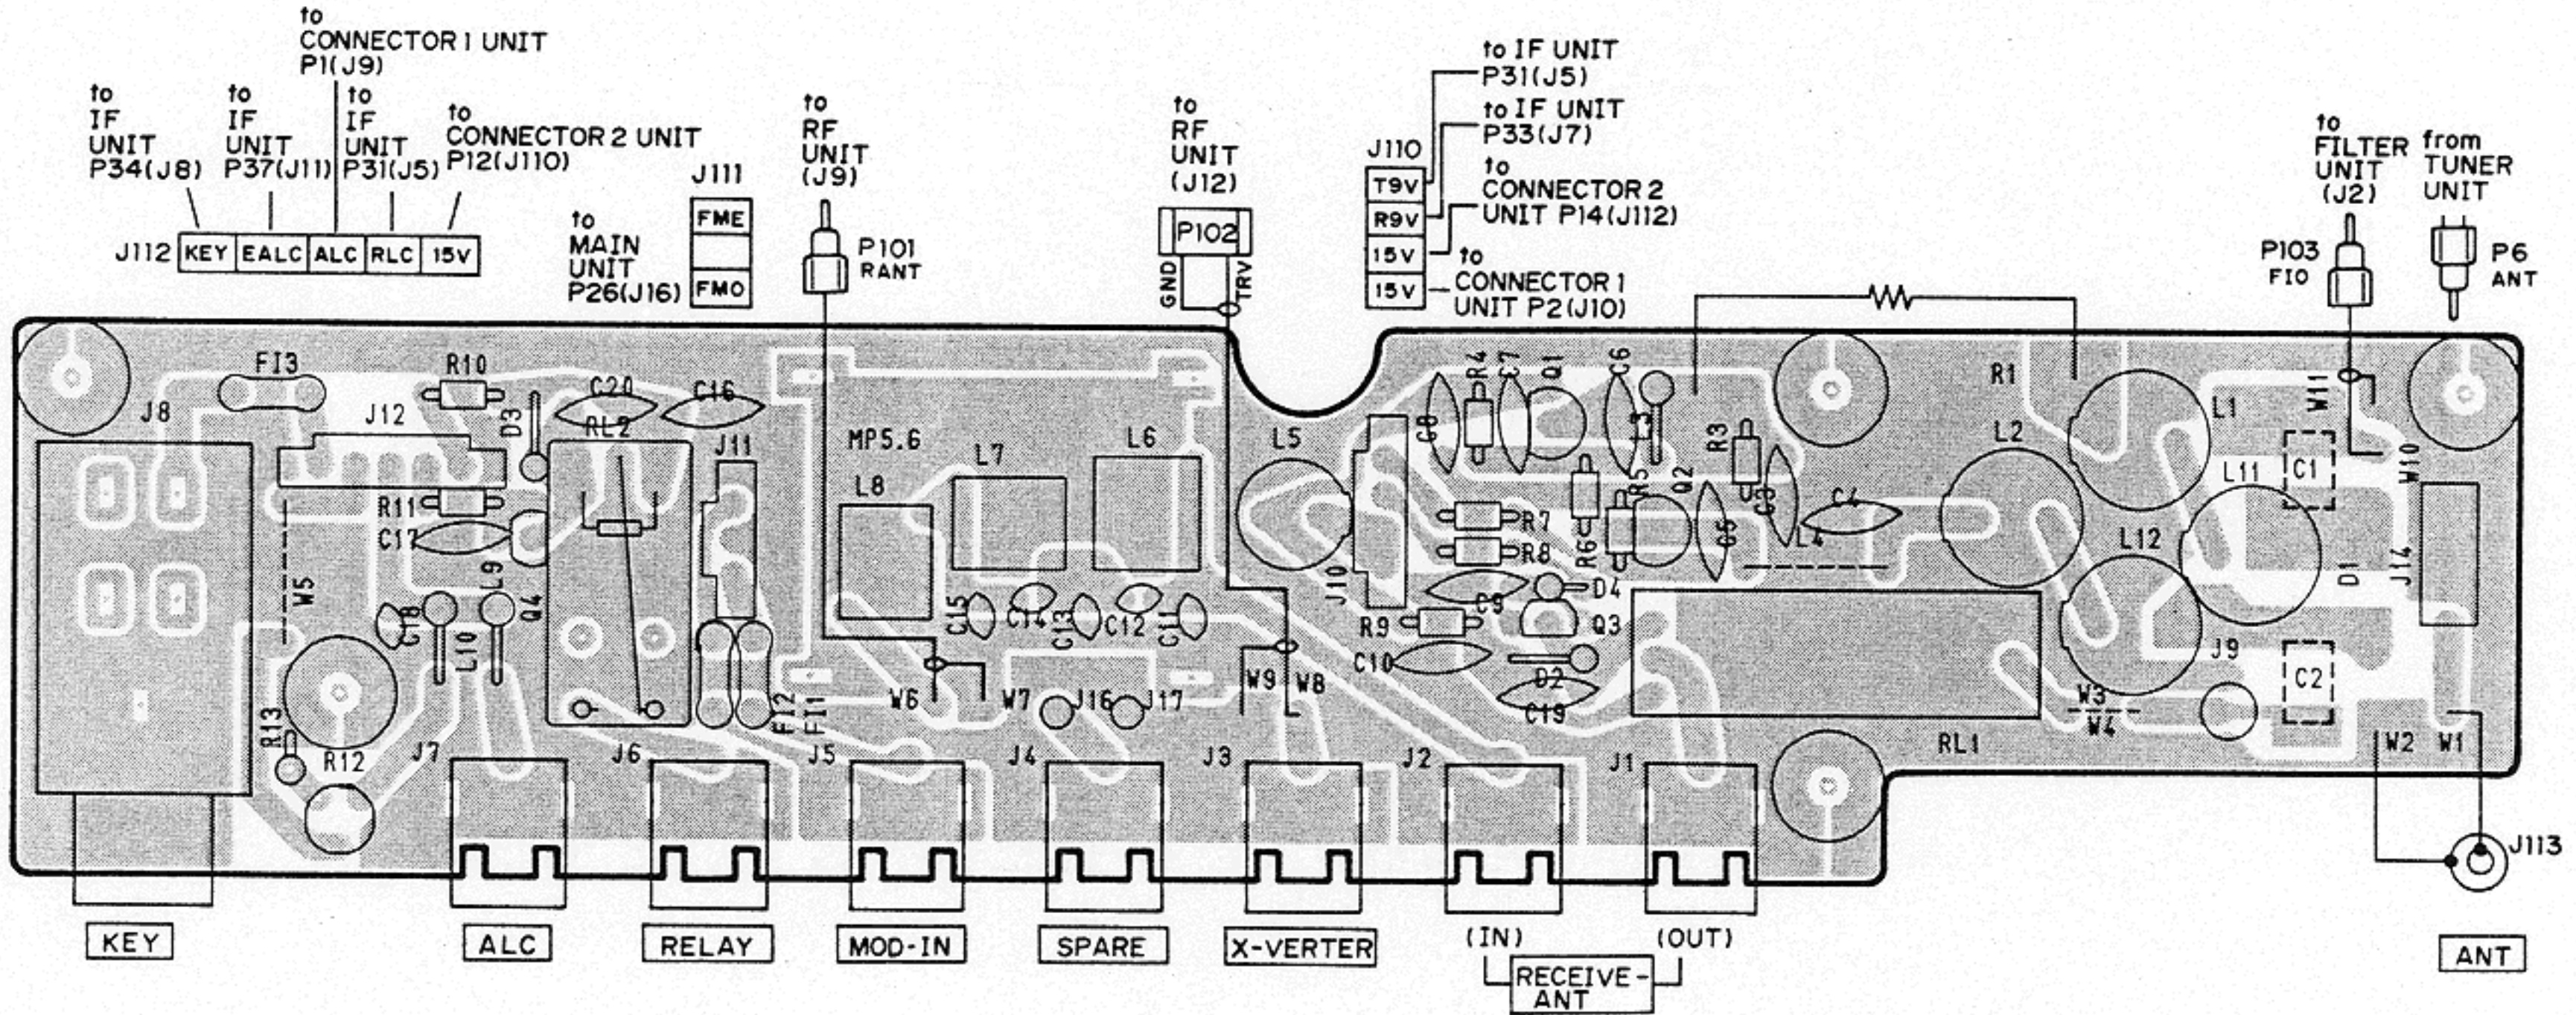 to
CONNECTOR 1 UNIT
P1(J9)
to
IF
UNIT
P34(J8)
to
IF
UNIT
P37(J11)
to
IF
UNIT
P31(J5)
to
CONNECTOR 2 UNIT
P12(J110)
J112 KEY EALC ALC RLC 15V
to
MAIN
UNIT
P26(J16)
J111
FME
FMO
to
RF
UNIT
(J9)
P101
RANT
to
RF
UNIT
(J12)
P102
GND
TRV
J110
T9V
R9V
15V
15V
to IF UNIT
P31(J5)
to IF UNIT
P33(J7)
to
CONNECTOR 2
UNIT P14(J112)
to
CONNECTOR 1
UNIT P2(J10)
to
FILTER
UNIT
(J2)
P103
FIO
from
TUNER
UNIT
P6
ANT
FI3
R10
J8
J12
D3
C20
C16
RL2
J11
R11
C17
W5
L9
Q4
C18
L10
R13
R12
J7
J6
FI2
FI1
J5
MP5.6
L8
L7
L6
C15
C14
C13
C12
C11
W6
W7
J16
J17
J4
J3
W9
W8
L5
J10
C8
R4
C7
Q1
C6
L3
R3
R5
Q2
C3
C4
R7
R8
R6
C5
L4
C9
D4
R9
Q3
C10
D2
C19
J2
J1
RL1
R1
L1
L2
L11
L12
W11
C1
W10
D1
J14
J9
C2
W3
W4
W2
W1
J113
KEY
ALC
RELAY
MOD-IN
SPARE
X-VERTER
(IN)
(OUT)
RECEIVE-
ANT
ANT